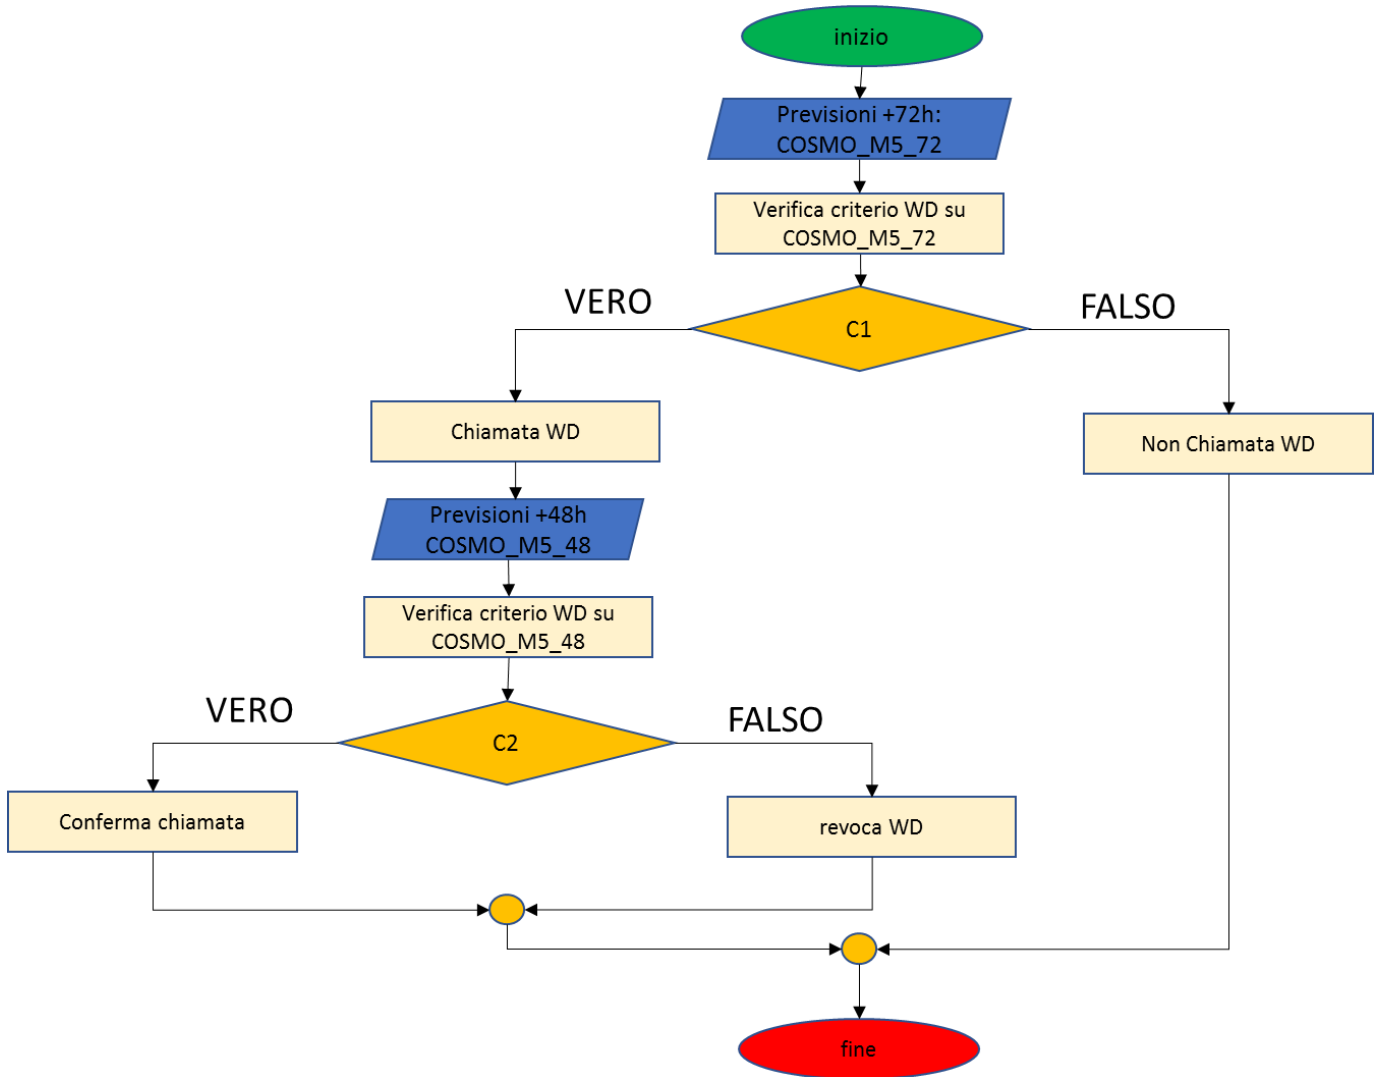 inizio
Previsioni +72h:
COSMO_M5_72
Verifica criterio WD su
COSMO_M5_72
VERO
FALSO
C1
Chiamata WD
Non Chiamata WD
Previsioni +48h
COSMO_M5_48
Verifica criterio WD su
COSMO_M5_48
VERO
FALSO
C2
Conferma chiamata
revoca WD
fine